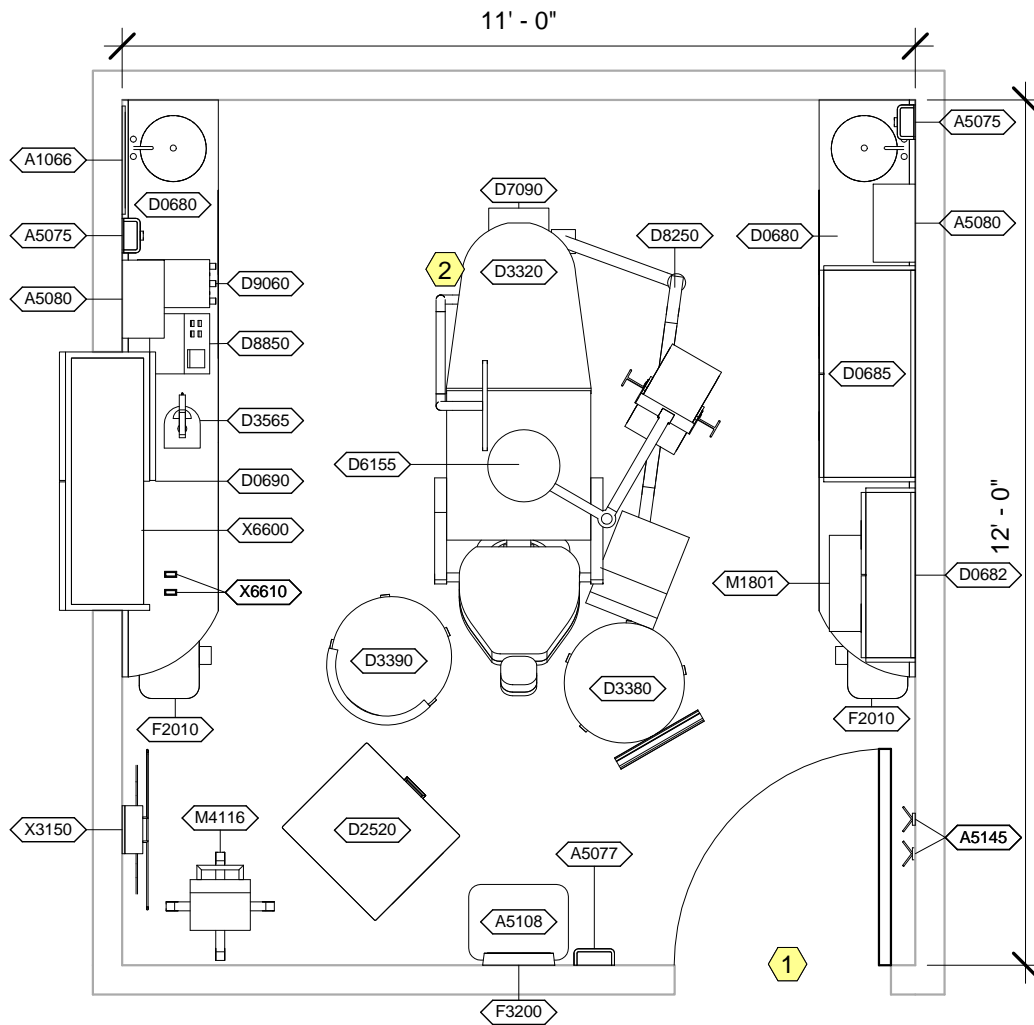 11' - 0"
A1066
A5075
D0680
D7090
A5075
D8250
D0680
A5080
2
D3320
D9060
A5080
D8850
D0685
D3565
D6155
D0690
X6600
12' - 0"
M1801
D0682
X6610
D3390
D3380
F2010
F2010
X3150
M4116
D2520
A5077
A5145
A5108
1
F3200